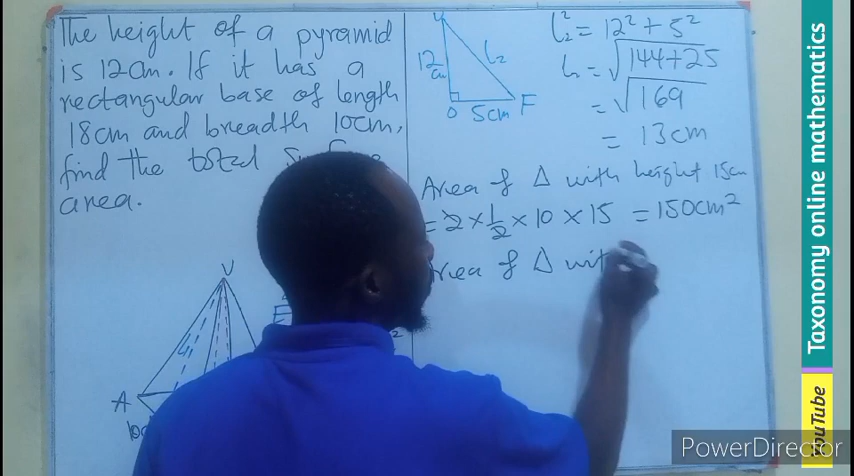 The height of a pyramid
is 12cm. If it has a
rectangular base of length
18cm and breadth 10cm,
find the total
area.
V
12
cm
l₂
O 5cm F
l₂² = 12² + 5²
l₂ = √144+25
= √169
= 13cm
Area of Δ with height 15cm
= 2 × 1/2 × 10 × 15 = 150cm²
Area of Δ wit
V
A
Taxonomy online mathematics
YouTube
PowerDirector